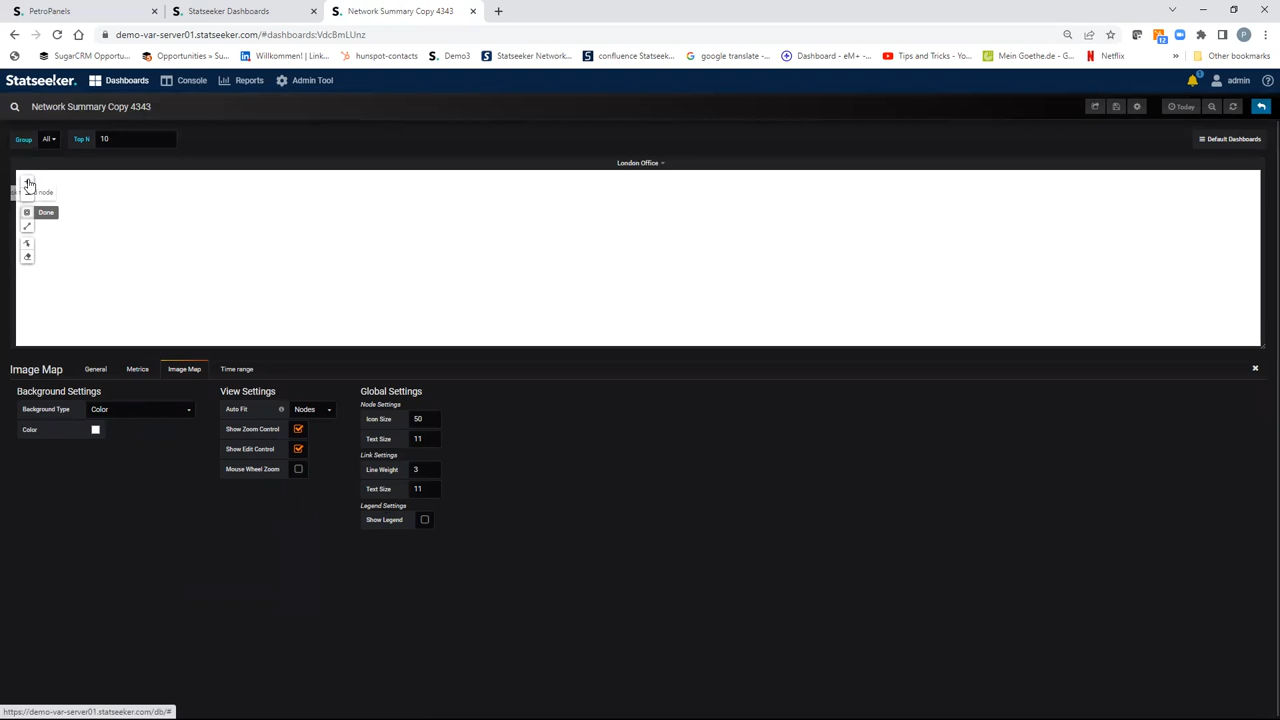 PetroPanels
Statseeker Dashboards
Network Summary Copy 4343
demo-var-server01.statseeker.com/#dashboards:VdcBmLUnz
SugarCRM Opportu...
Opportunities » Su...
Willkommen! | Link...
hunspot-contacts
Demo3
Statseeker Network...
confluence Statseek...
google translate -...
Dashboard - eM+ -...
Tips and Tricks - You...
Mein Goethe.de - G...
Netflix
»
Other bookmarks
Statseeker.
Dashboards
Console
Reports
Admin Tool
1
admin
Network Summary Copy 4343
Today
Group
All
Top N
10
Default Dashboards
London Office
node
Done
Image Map
General
Metrics
Image Map
Time range
Background Settings
View Settings
Global Settings
Background Type
Color
Color
Auto Fit
Nodes
Show Zoom Control
Show Edit Control
Mouse Wheel Zoom
Node Settings
Icon Size
50
Text Size
11
Link Settings
Line Weight
3
Text Size
11
Legend Settings
Show Legend
https://demo-var-server01.statseeker.com/db/#